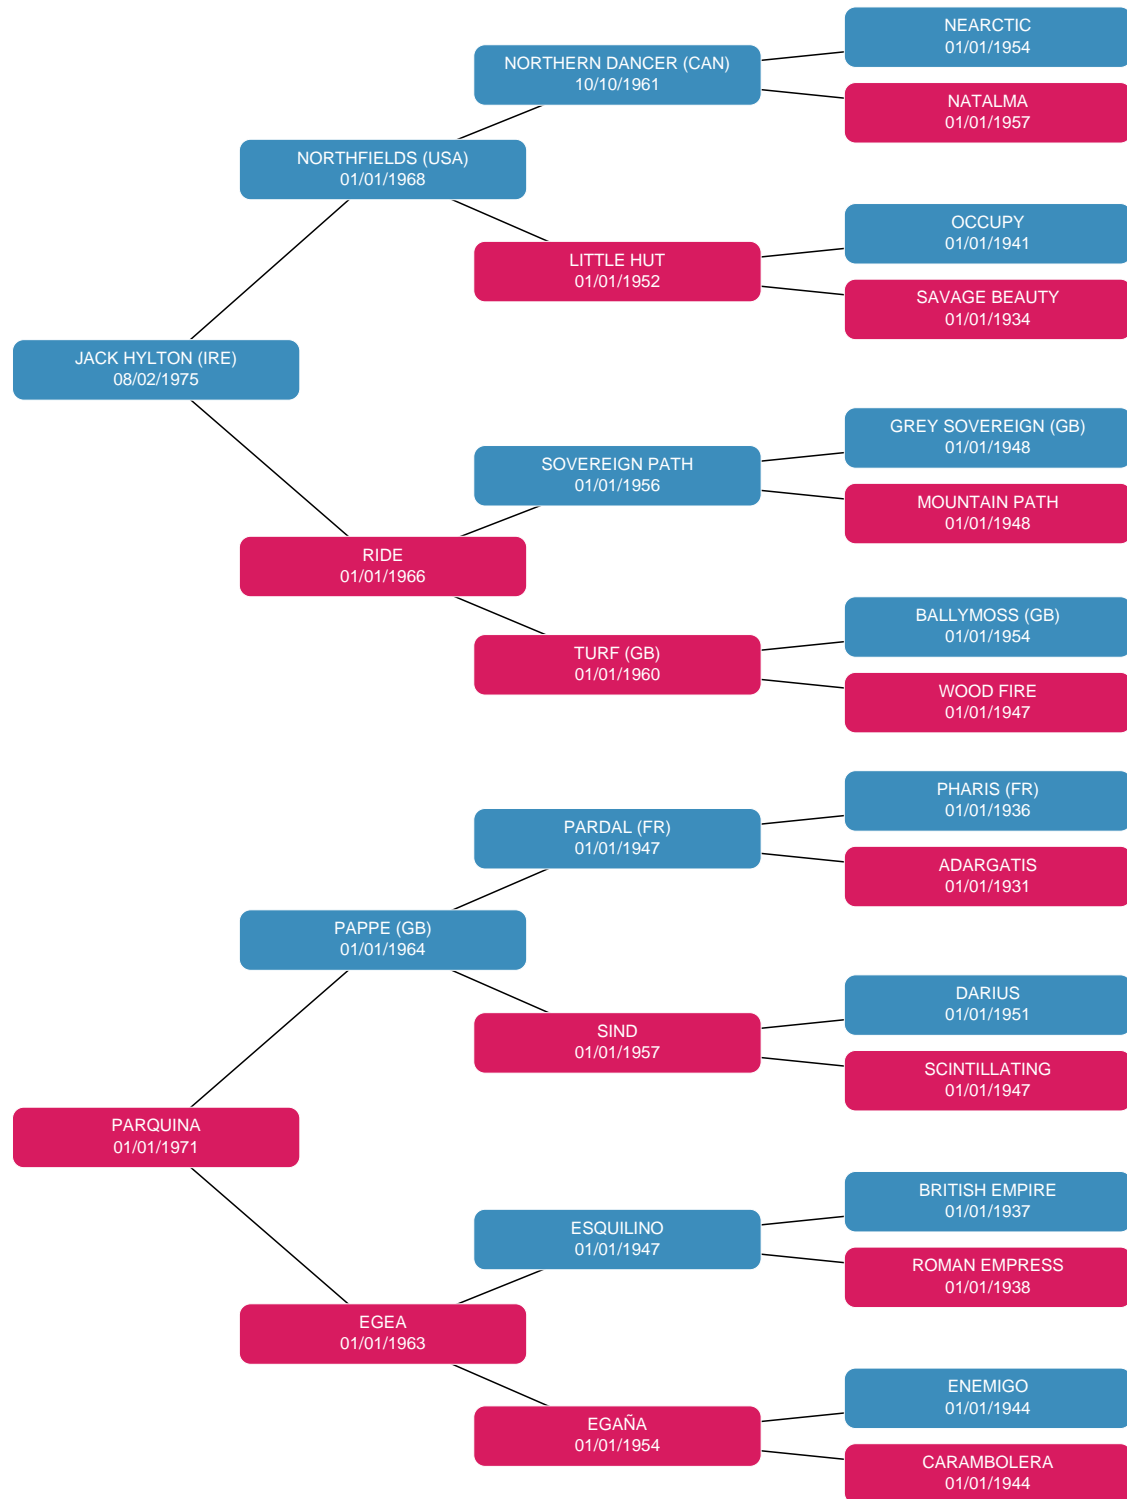 NEARCTIC
01/01/1954
NORTHERN DANCER (CAN)
10/10/1961
NATALMA
01/01/1957
NORTHFIELDS (USA)
01/01/1968
OCCUPY
01/01/1941
LITTLE HUT
01/01/1952
SAVAGE BEAUTY
01/01/1934
JACK HYLTON (IRE)
08/02/1975
GREY SOVEREIGN (GB)
01/01/1948
SOVEREIGN PATH
01/01/1956
MOUNTAIN PATH
01/01/1948
RIDE
01/01/1966
BALLYMOSS (GB)
01/01/1954
TURF (GB)
01/01/1960
WOOD FIRE
01/01/1947
PHARIS (FR)
01/01/1936
PARDAL (FR)
01/01/1947
ADARGATIS
01/01/1931
PAPPE (GB)
01/01/1964
DARIUS
01/01/1951
SIND
01/01/1957
SCINTILLATING
01/01/1947
PARQUINA
01/01/1971
BRITISH EMPIRE
01/01/1937
ESQUILINO
01/01/1947
ROMAN EMPRESS
01/01/1938
EGEA
01/01/1963
ENEMIGO
01/01/1944
EGAÑA
01/01/1954
CARAMBOLERA
01/01/1944